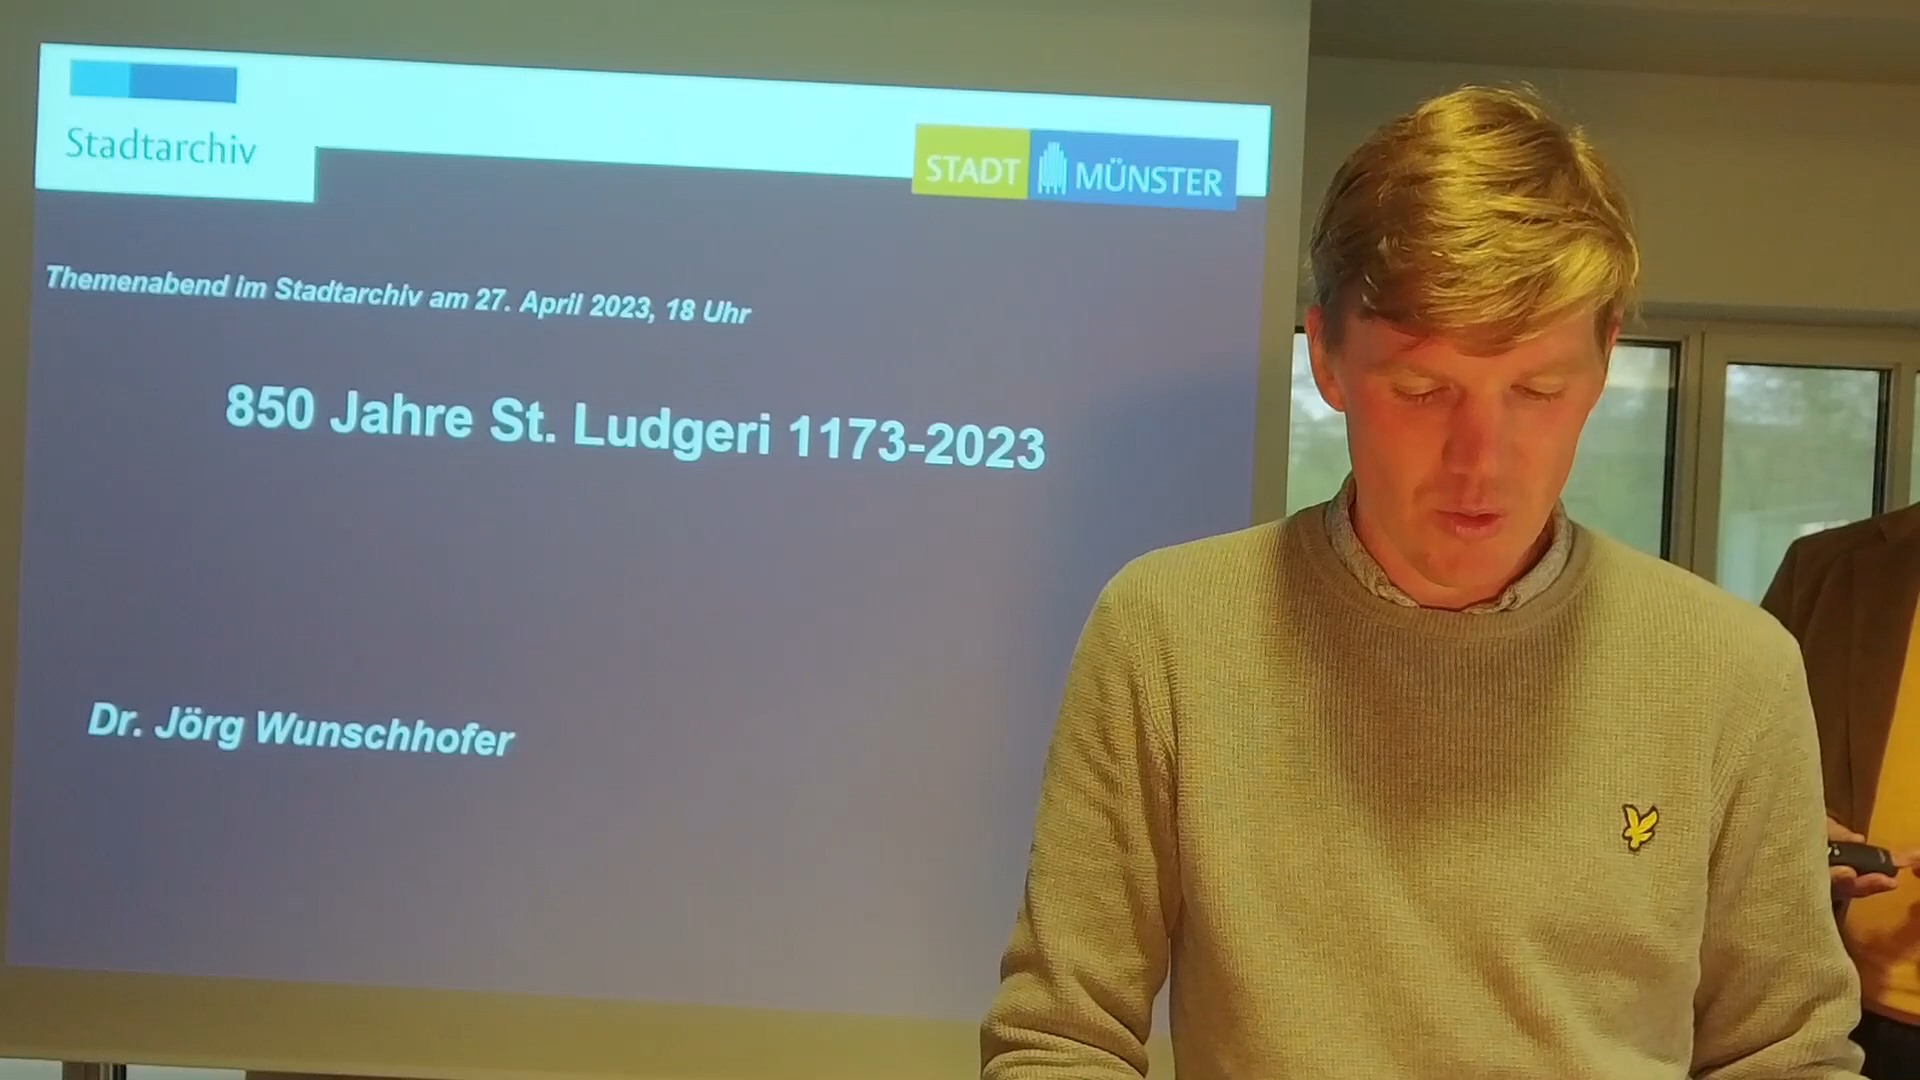 Stadtarchiv
STADT MÜNSTER
Themenabend im Stadtarchiv am 27. April 2023, 18 Uhr
850 Jahre St. Ludgeri 1173-2023
Dr. Jörg Wunschhofer